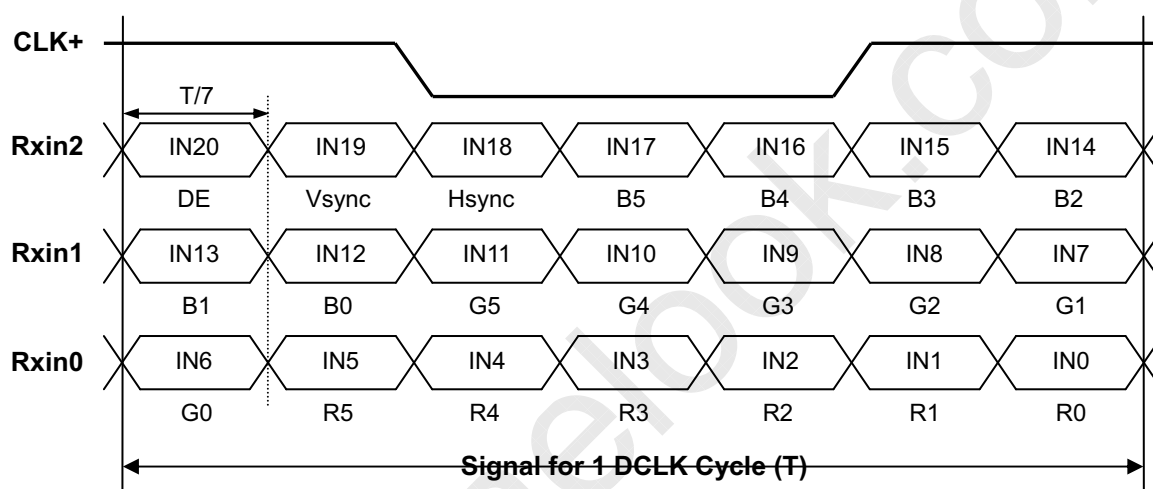 CLK+
T/7
Rxin2 IN20 IN19 IN18 IN17 IN16 IN15 IN14
DE Vsync Hsync B5 B4 B3 B2
Rxin1 IN13 IN12 IN11 IN10 IN9 IN8 IN7
B1 B0 G5 G4 G3 G2 G1
Rxin0 IN6 IN5 IN4 IN3 IN2 IN1 IN0
G0 R5 R4 R3 R2 R1 R0
Signal for 1 DCLK Cycle (T)
elook.co